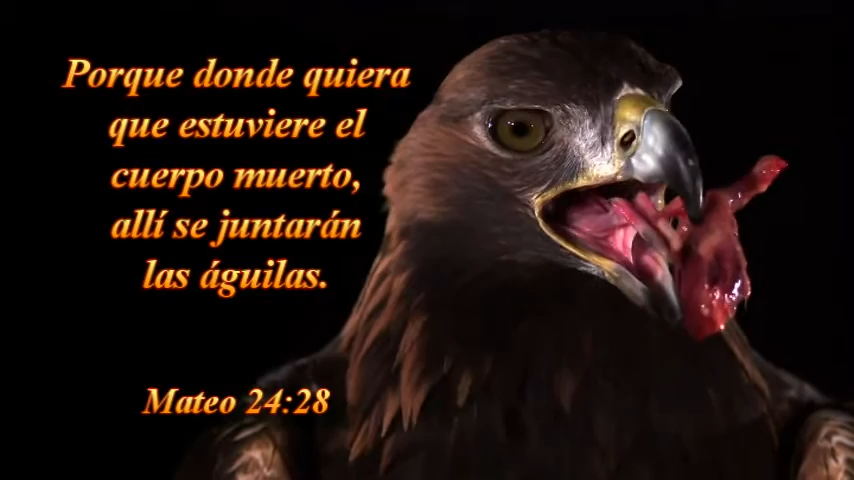 Porque donde quiera
que estuviere el
cuerpo muerto,
allí se juntarán
las águilas.
Mateo 24:28